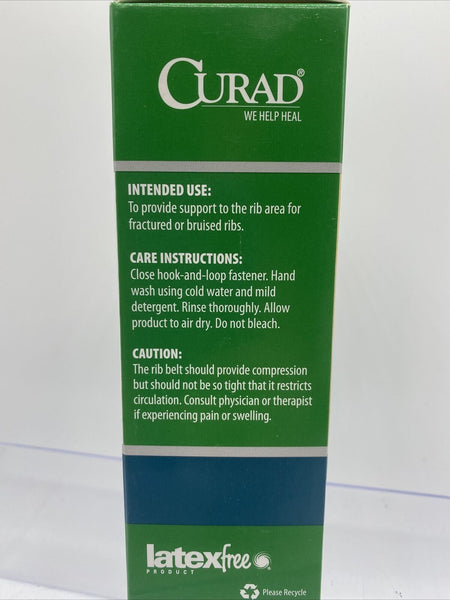 CURAD®
WE HELP HEAL
INTENDED USE:
To provide support to the rib area for
fractured or bruised ribs.
CARE INSTRUCTIONS:
Close hook-and-loop fastener. Hand
wash using cold water and mild
detergent. Rinse thoroughly. Allow
product to air dry. Do not bleach.
CAUTION:
The rib belt should provide compression
but should not be so tight that it restricts
circulation. Consult physician or therapist
if experiencing pain or swelling.
latexfree
PRODUCT
Please Recycle